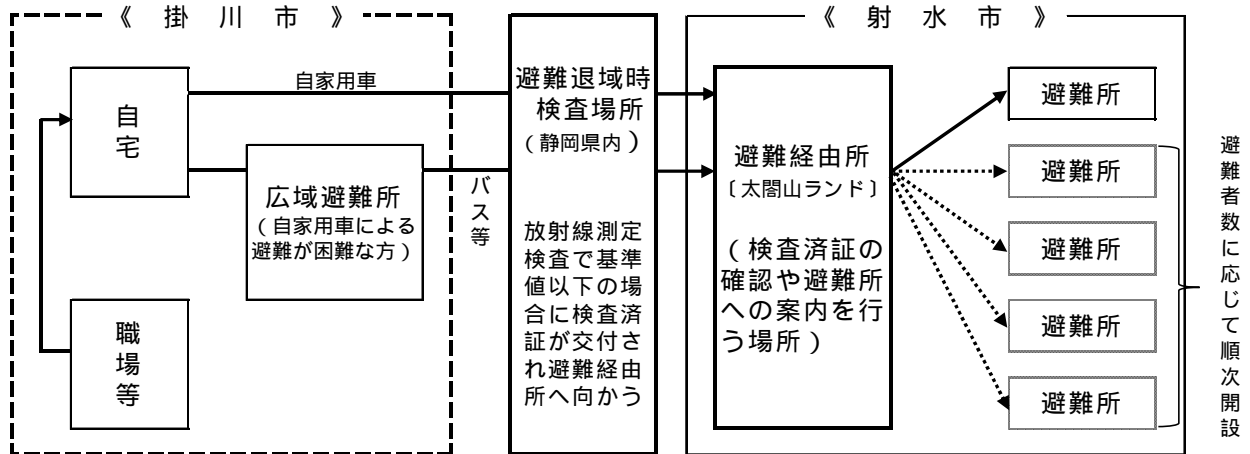 《 掛 川 市 》
自宅
職場等
自家用車
広域避難所
(自家用車による
避難が困難な方)
バス等
避難退域時
検査場所
(静岡県内)
放射線測定
検査で基準
値以下の場
合に検査済
証が交付さ
れ避難経由
所へ向かう
《 射 水 市 》
避難経由所
〔太閤山ランド〕
(検査済証の
確認や避難所
への案内を行
う場所)
避難所
避難所
避難所
避難所
避難所
避難者数に応じて順次開設